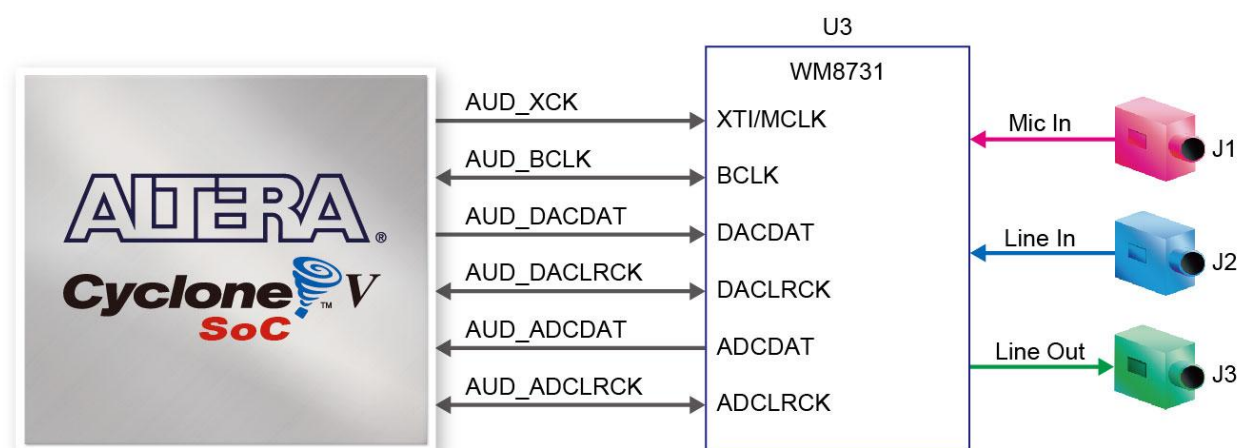 U3
WM8731
AUD_XCK
XTI/MCLK
AUD_BCLK
BCLK
AUD_DACDAT
DACDAT
AUD_DACLRCK
DACLRCK
AUD_ADCDAT
ADCDAT
AUD_ADCLRCK
ADCLRCK
ALTERA®
Cyclone™ V
SoC
Mic In
J1
Line In
J2
Line Out
J3